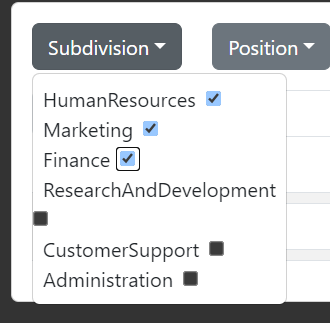 Subdivision Position
HumanResources
Marketing
Finance
ResearchAndDevelopment
CustomerSupport
Administration